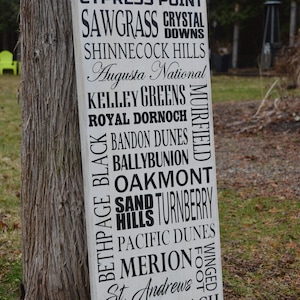 CYPRESS POINT
SAWGRASS CRYSTAL DOWNS
SHINNECOCK HILLS
Augusta National
KELLEY GREENS
ROYAL DORNOCH
MUIRFIELD
BANDON DUNES
BALLYBUNION
BETHPAGE BLACK
OAKMONT
SAND HILLS TURNBERRY
PACIFIC DUNES
MERION
WINGED FOOT
St. Andrews